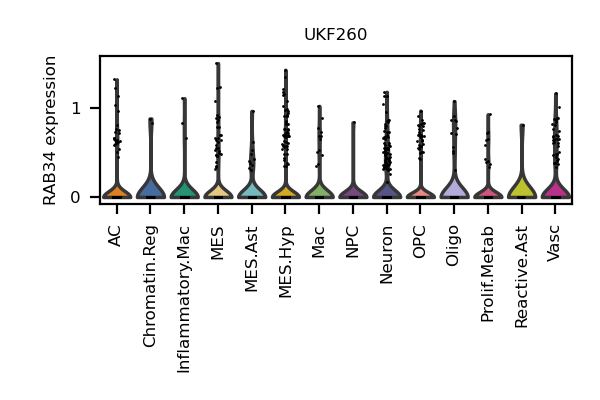 UKF260
RAB34 expression
1
0
AC
Chromatin.Reg
Inflammatory.Mac
MES
MES.Ast
MES.Hyp
Mac
NPC
Neuron
OPC
Oligo
Prolif.Metab
Reactive.Ast
Vasc